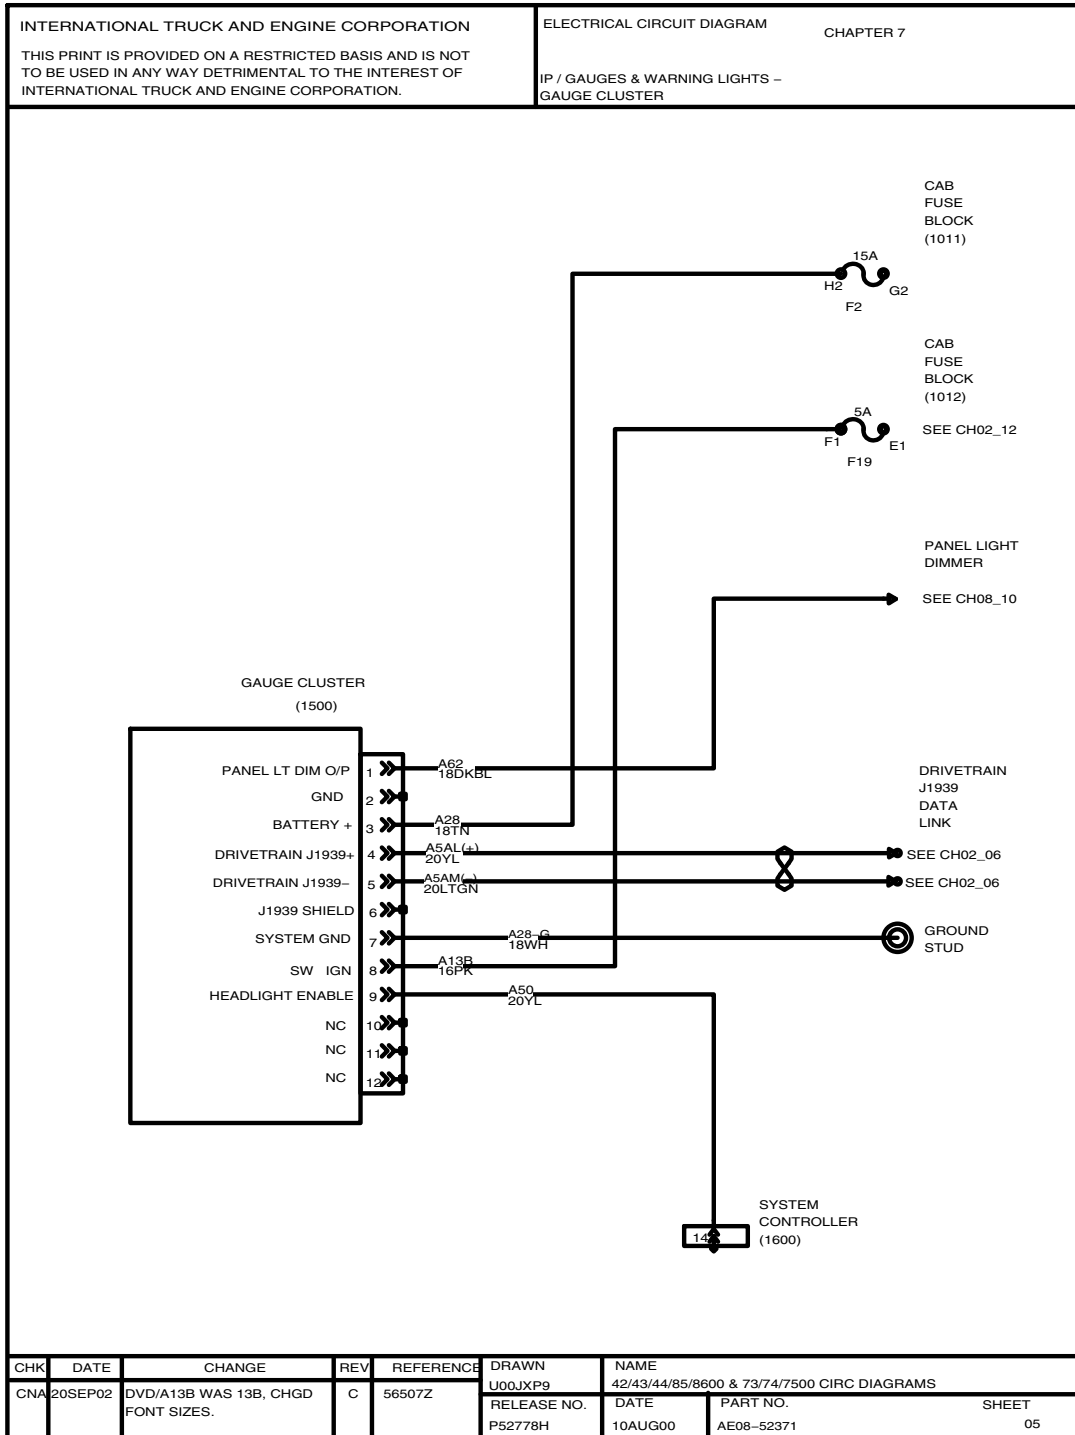 INTERNATIONAL TRUCK AND ENGINE CORPORATION
THIS PRINT IS PROVIDED ON A RESTRICTED BASIS AND IS NOT
TO BE USED IN ANY WAY DETRIMENTAL TO THE INTEREST OF
INTERNATIONAL TRUCK AND ENGINE CORPORATION.
ELECTRICAL CIRCUIT DIAGRAM
CHAPTER 7
IP / GAUGES & WARNING LIGHTS –
GAUGE CLUSTER
CAB
FUSE
BLOCK
(1011)
15A
H2
G2
F2
CAB
FUSE
BLOCK
(1012)
5A
SEE CH02_12
F1
E1
F19
PANEL LIGHT
DIMMER
SEE CH08_10
GAUGE CLUSTER
(1500)
PANEL LT DIM O/P 1 A62
18DKBL
GND 2
BATTERY + 3 A28
18TN
DRIVETRAIN J1939+ 4 A5AL(+)
20YL
DRIVETRAIN J1939– 5 A5AM(–)
20LTGN
J1939 SHIELD 6
SYSTEM GND 7 A28–G
18WH
SW IGN 8 A13B
16PK
HEADLIGHT ENABLE 9 A50
20YL
NC 10
NC 11
NC 12
DRIVETRAIN
J1939
DATA
LINK
SEE CH02_06
SEE CH02_06
GROUND
STUD
SYSTEM
CONTROLLER
(1600)
14
CHK DATE CHANGE REV REFERENCE
CNA 20SEP02 DVD/A13B WAS 13B, CHGD C 56507Z
FONT SIZES.
DRAWN
U00JXP9
NAME
42/43/44/85/8600 & 73/74/7500 CIRC DIAGRAMS
RELEASE NO.
P52778H
DATE
10AUG00
PART NO.
AE08–52371
SHEET
05